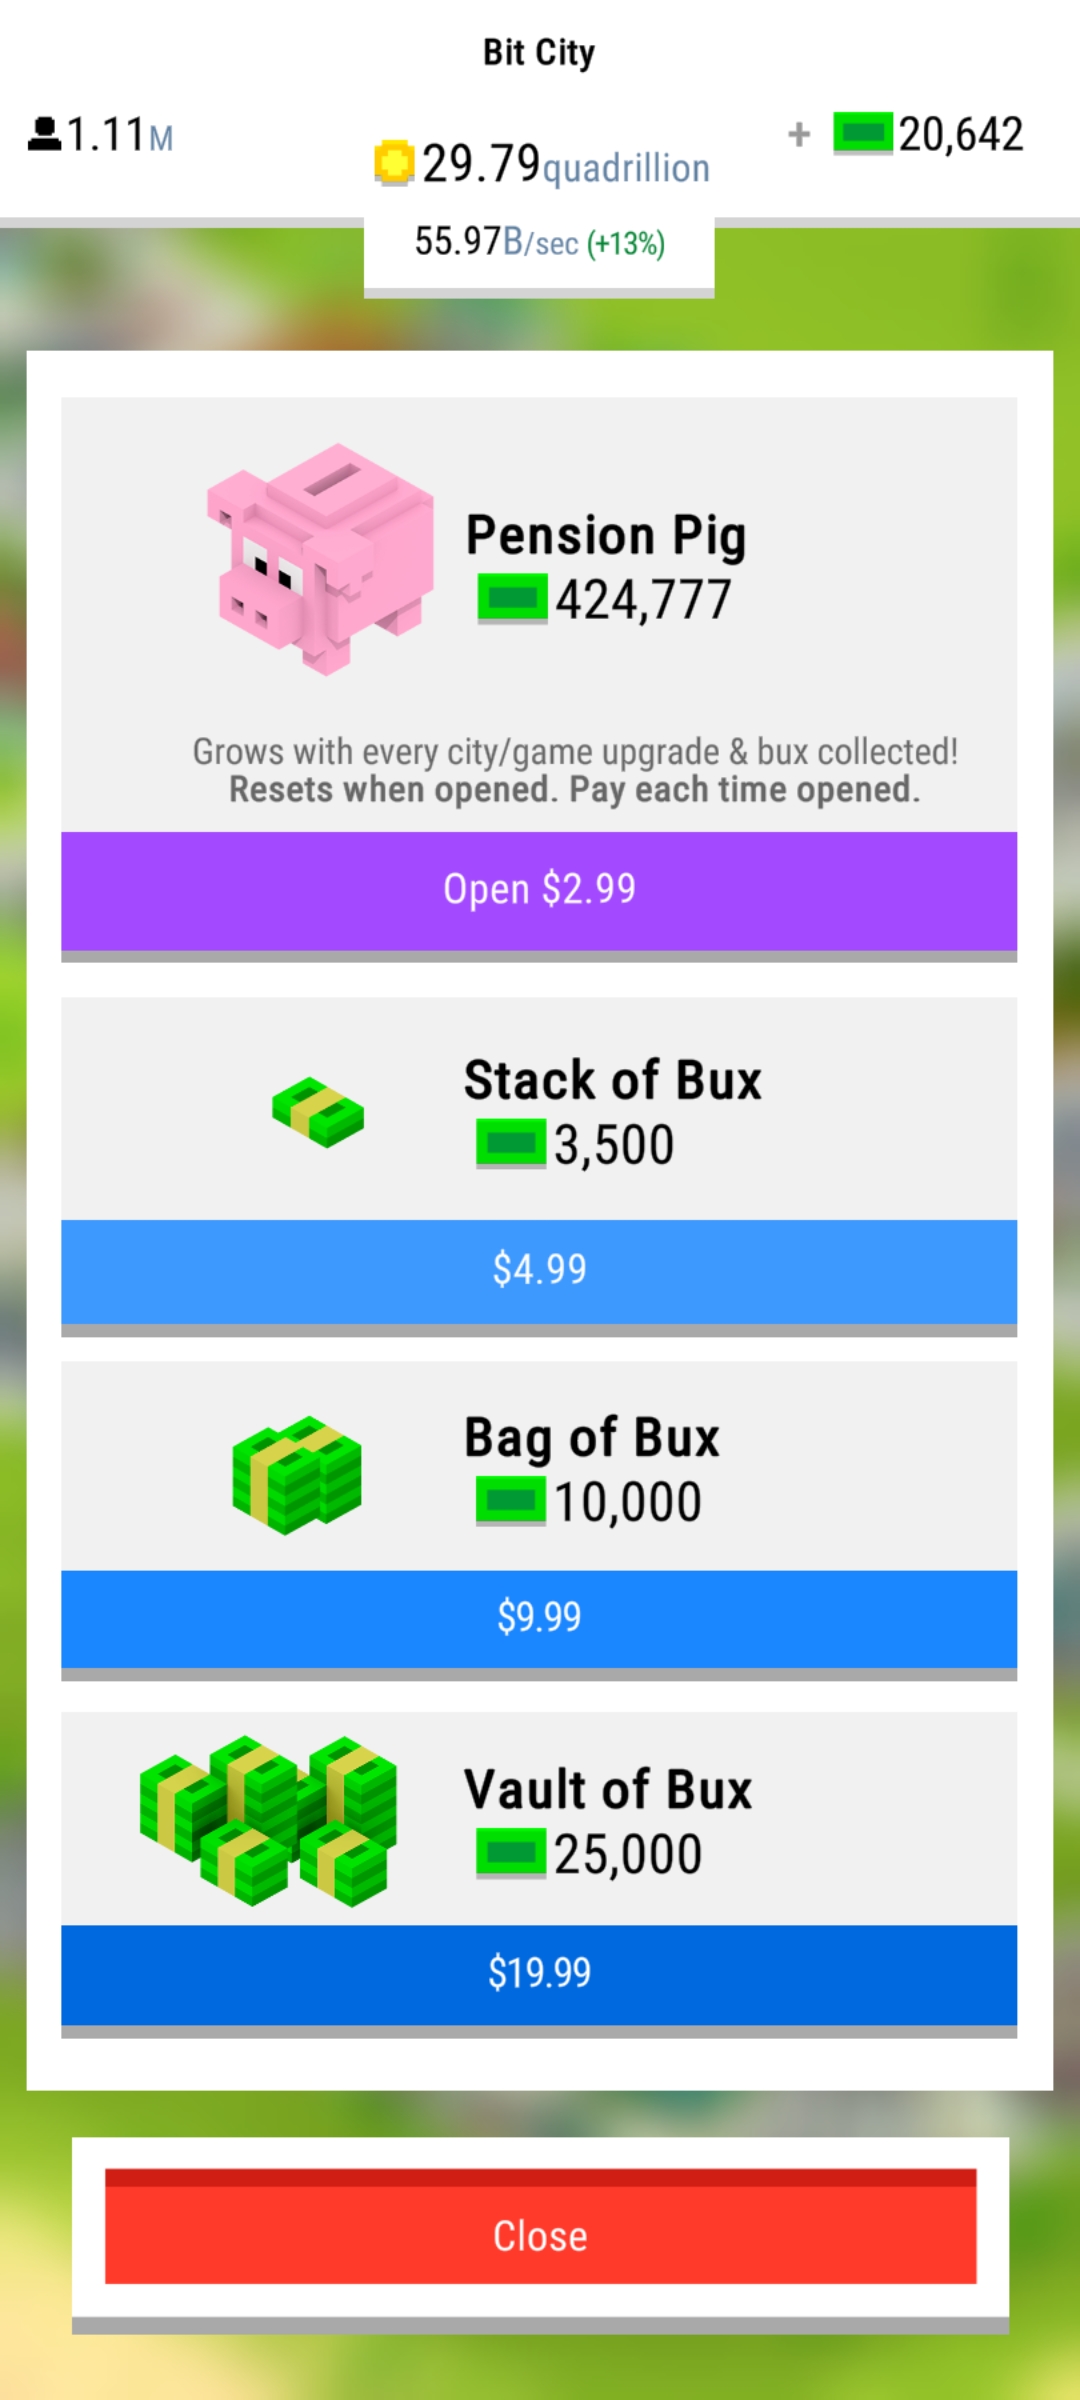 Bit City
1.11M
29.79quadrillion
+ 20,642
55.97B/sec (+13%)
Pension Pig
424,777
Grows with every city/game upgrade & bux collected!
Resets when opened. Pay each time opened.
Open $2.99
Stack of Bux
3,500
$4.99
Bag of Bux
10,000
$9.99
Vault of Bux
25,000
$19.99
Close